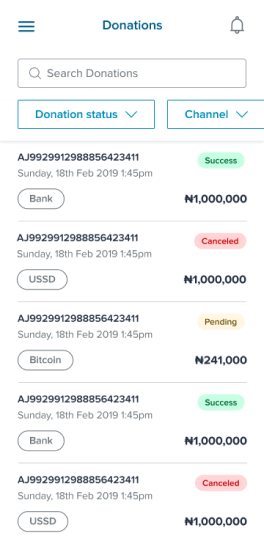 Donations
Search Donations
Donation status
Channel
AJ9929912988856423411
Success
Sunday, 18th Feb 2019 1:45pm
Bank
₦1,000,000
AJ9929912988856423411
Canceled
Sunday, 18th Feb 2019 1:45pm
USSD
₦1,000,000
AJ9929912988856423411
Pending
Sunday, 18th Feb 2019 1:45pm
Bitcoin
₦241,000
AJ9929912988856423411
Success
Sunday, 18th Feb 2019 1:45pm
Bank
₦1,000,000
AJ9929912988856423411
Canceled
Sunday, 18th Feb 2019 1:45pm
USSD
₦1,000,000